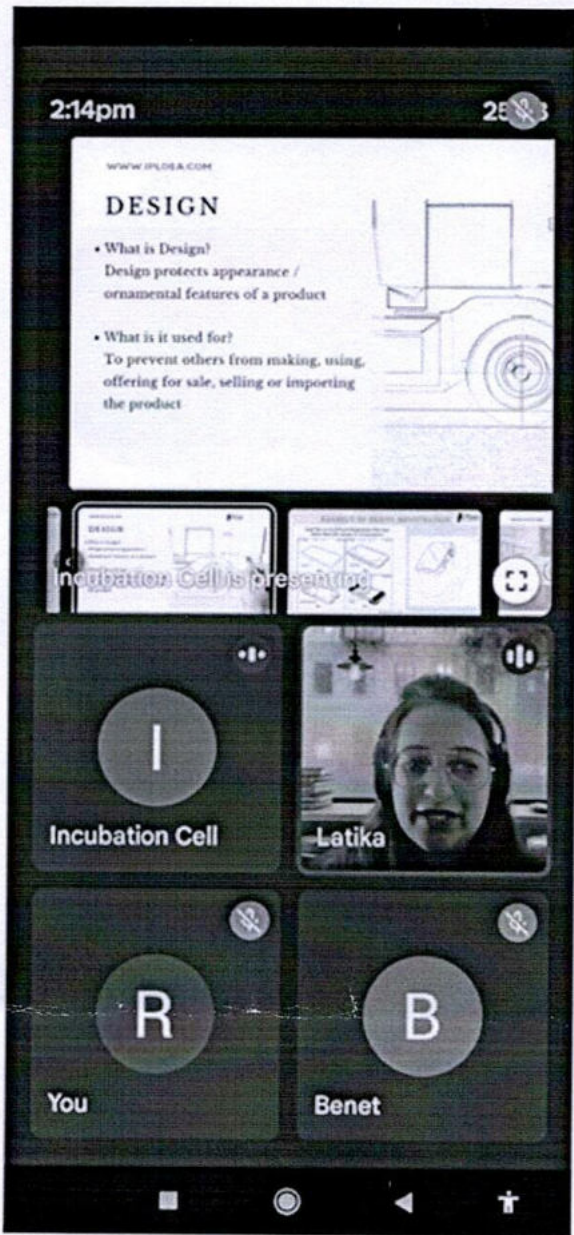 2:14pm
WWW.IPLDEA.COM
DESIGN
• What is Design?
Design protects appearance /
ornamental features of a product
• What is it used for?
To prevent others from making, using,
offering for sale, selling or importing
the product
DESIGN
Incubation Cell is presenting
I
Incubation Cell
Latika
R
You
B
Benet